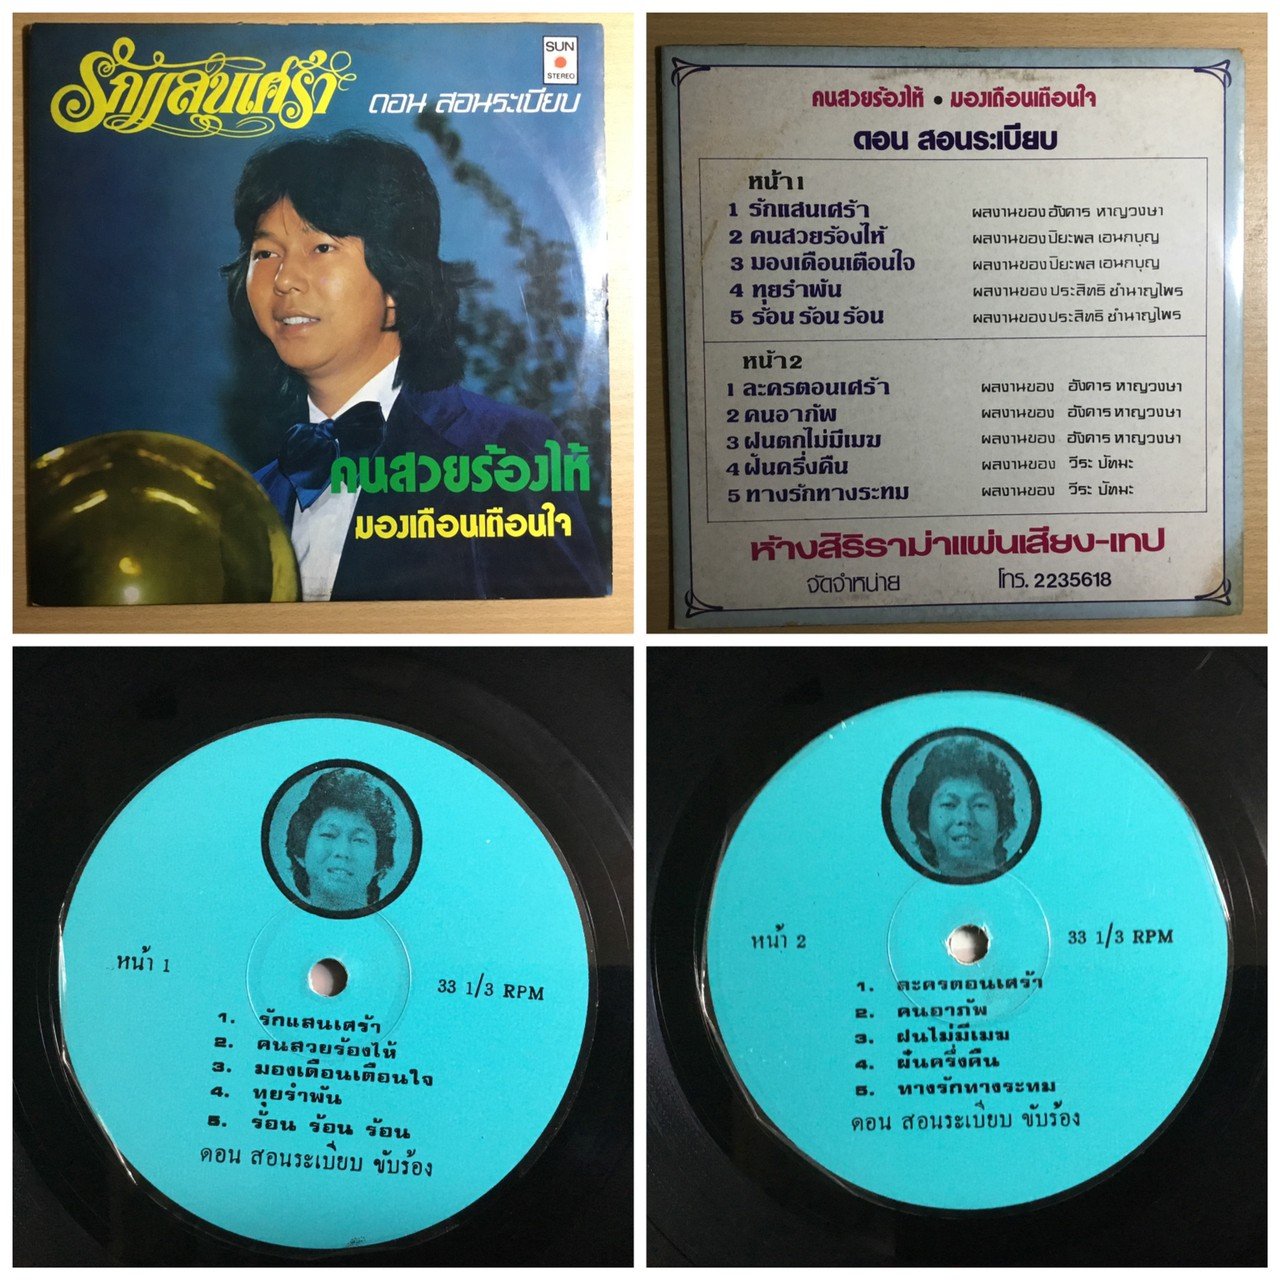 รักแสนเศร้า
SUN
STEREO
ดอน สอนระเบียบ
คนสวยร้องไห้
มองเดือนเตือนใจ
คนสวยร้องไห้ • มองเดือนเตือนใจ
ดอน สอนระเบียบ
หน้า 1
1 รักแสนเศร้า ผลงานของ อังคาร หาญวงษา
2 คนสวยร้องไห้ ผลงานของ ปิยะพล เอนกบุญ
3 มองเดือนเตือนใจ ผลงานของ ปิยะพล เอนกบุญ
4 ทุยรำพัน ผลงานของ ประสิทธิ ชำนาญไพร
5 ร้อน ร้อน ร้อน ผลงานของ ประสิทธิ ชำนาญไพร
หน้า 2
1 ละครตอนเศร้า ผลงานของ อังคาร หาญวงษา
2 คนอาภัพ ผลงานของ อังคาร หาญวงษา
3 ฝนตกไม่มีเมฆ ผลงานของ อังคาร หาญวงษา
4 ฝันครึ่งคืน ผลงานของ วีระ ปัทมะ
5 ทางรักทางระทม ผลงานของ วีระ ปัทมะ
ห้างสิริราม่าแผ่นเสียง-เทป
จัดจำหน่าย โทร. 2235618
หน้า 1
33 1/3 RPM
1. รักแสนเศร้า
2. คนสวยร้องไห้
3. มองเดือนเตือนใจ
4. ทุยรำพัน
5. ร้อน ร้อน ร้อน
ดอน สอนระเบียบ ขับร้อง
หน้า 2
33 1/3 RPM
1. ละครตอนเศร้า
2. คนอาภัพ
3. ฝนไม่มีเมฆ
4. ฝันครึ่งคืน
5. ทางรักทางระทม
ดอน สอนระเบียบ ขับร้อง